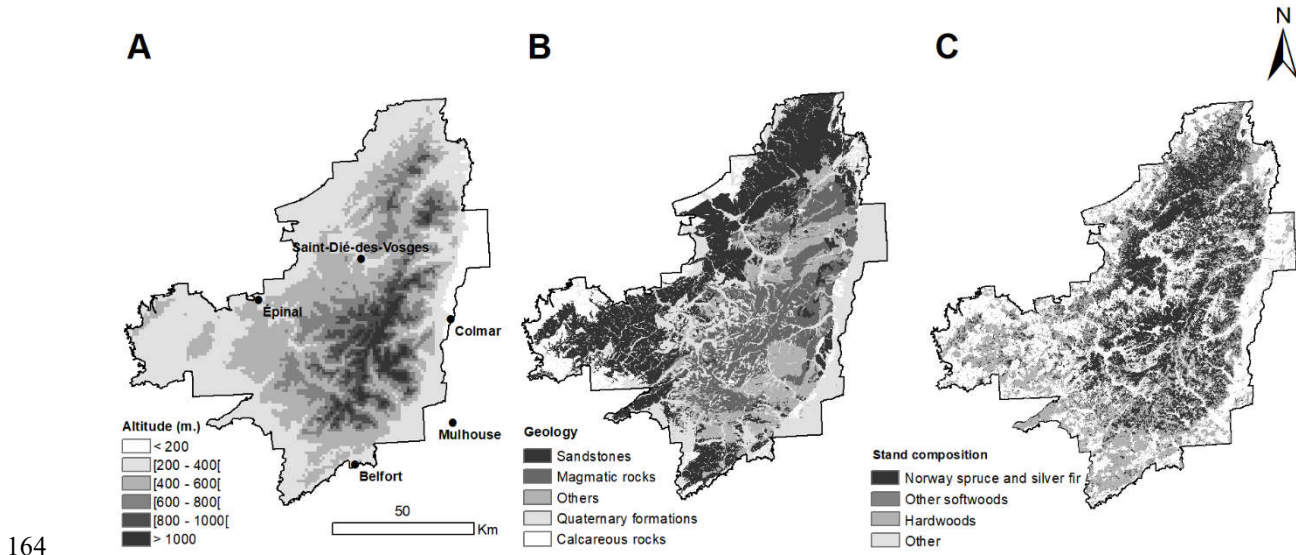 A
B
C
N
Saint-Dié-des-Vosges
Épinal
Colmar
Mulhouse
Belfort
Altitude (m.)
< 200
[200 - 400[
[400 - 600[
[600 - 800[
[800 - 1000[
> 1000
50
Km
Geology
Sandstones
Magmatic rocks
Others
Quaternary formations
Calcareous rocks
Stand composition
Norway spruce and silver fir
Other softwoods
Hardwoods
Other
164